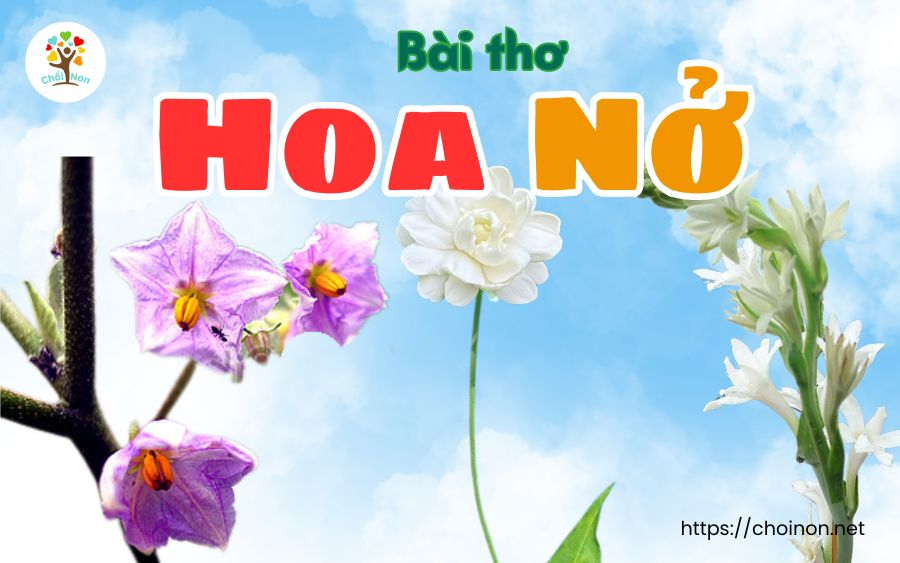 Chồi Non
Bài thơ
Hoa Nở
https://choinon.net